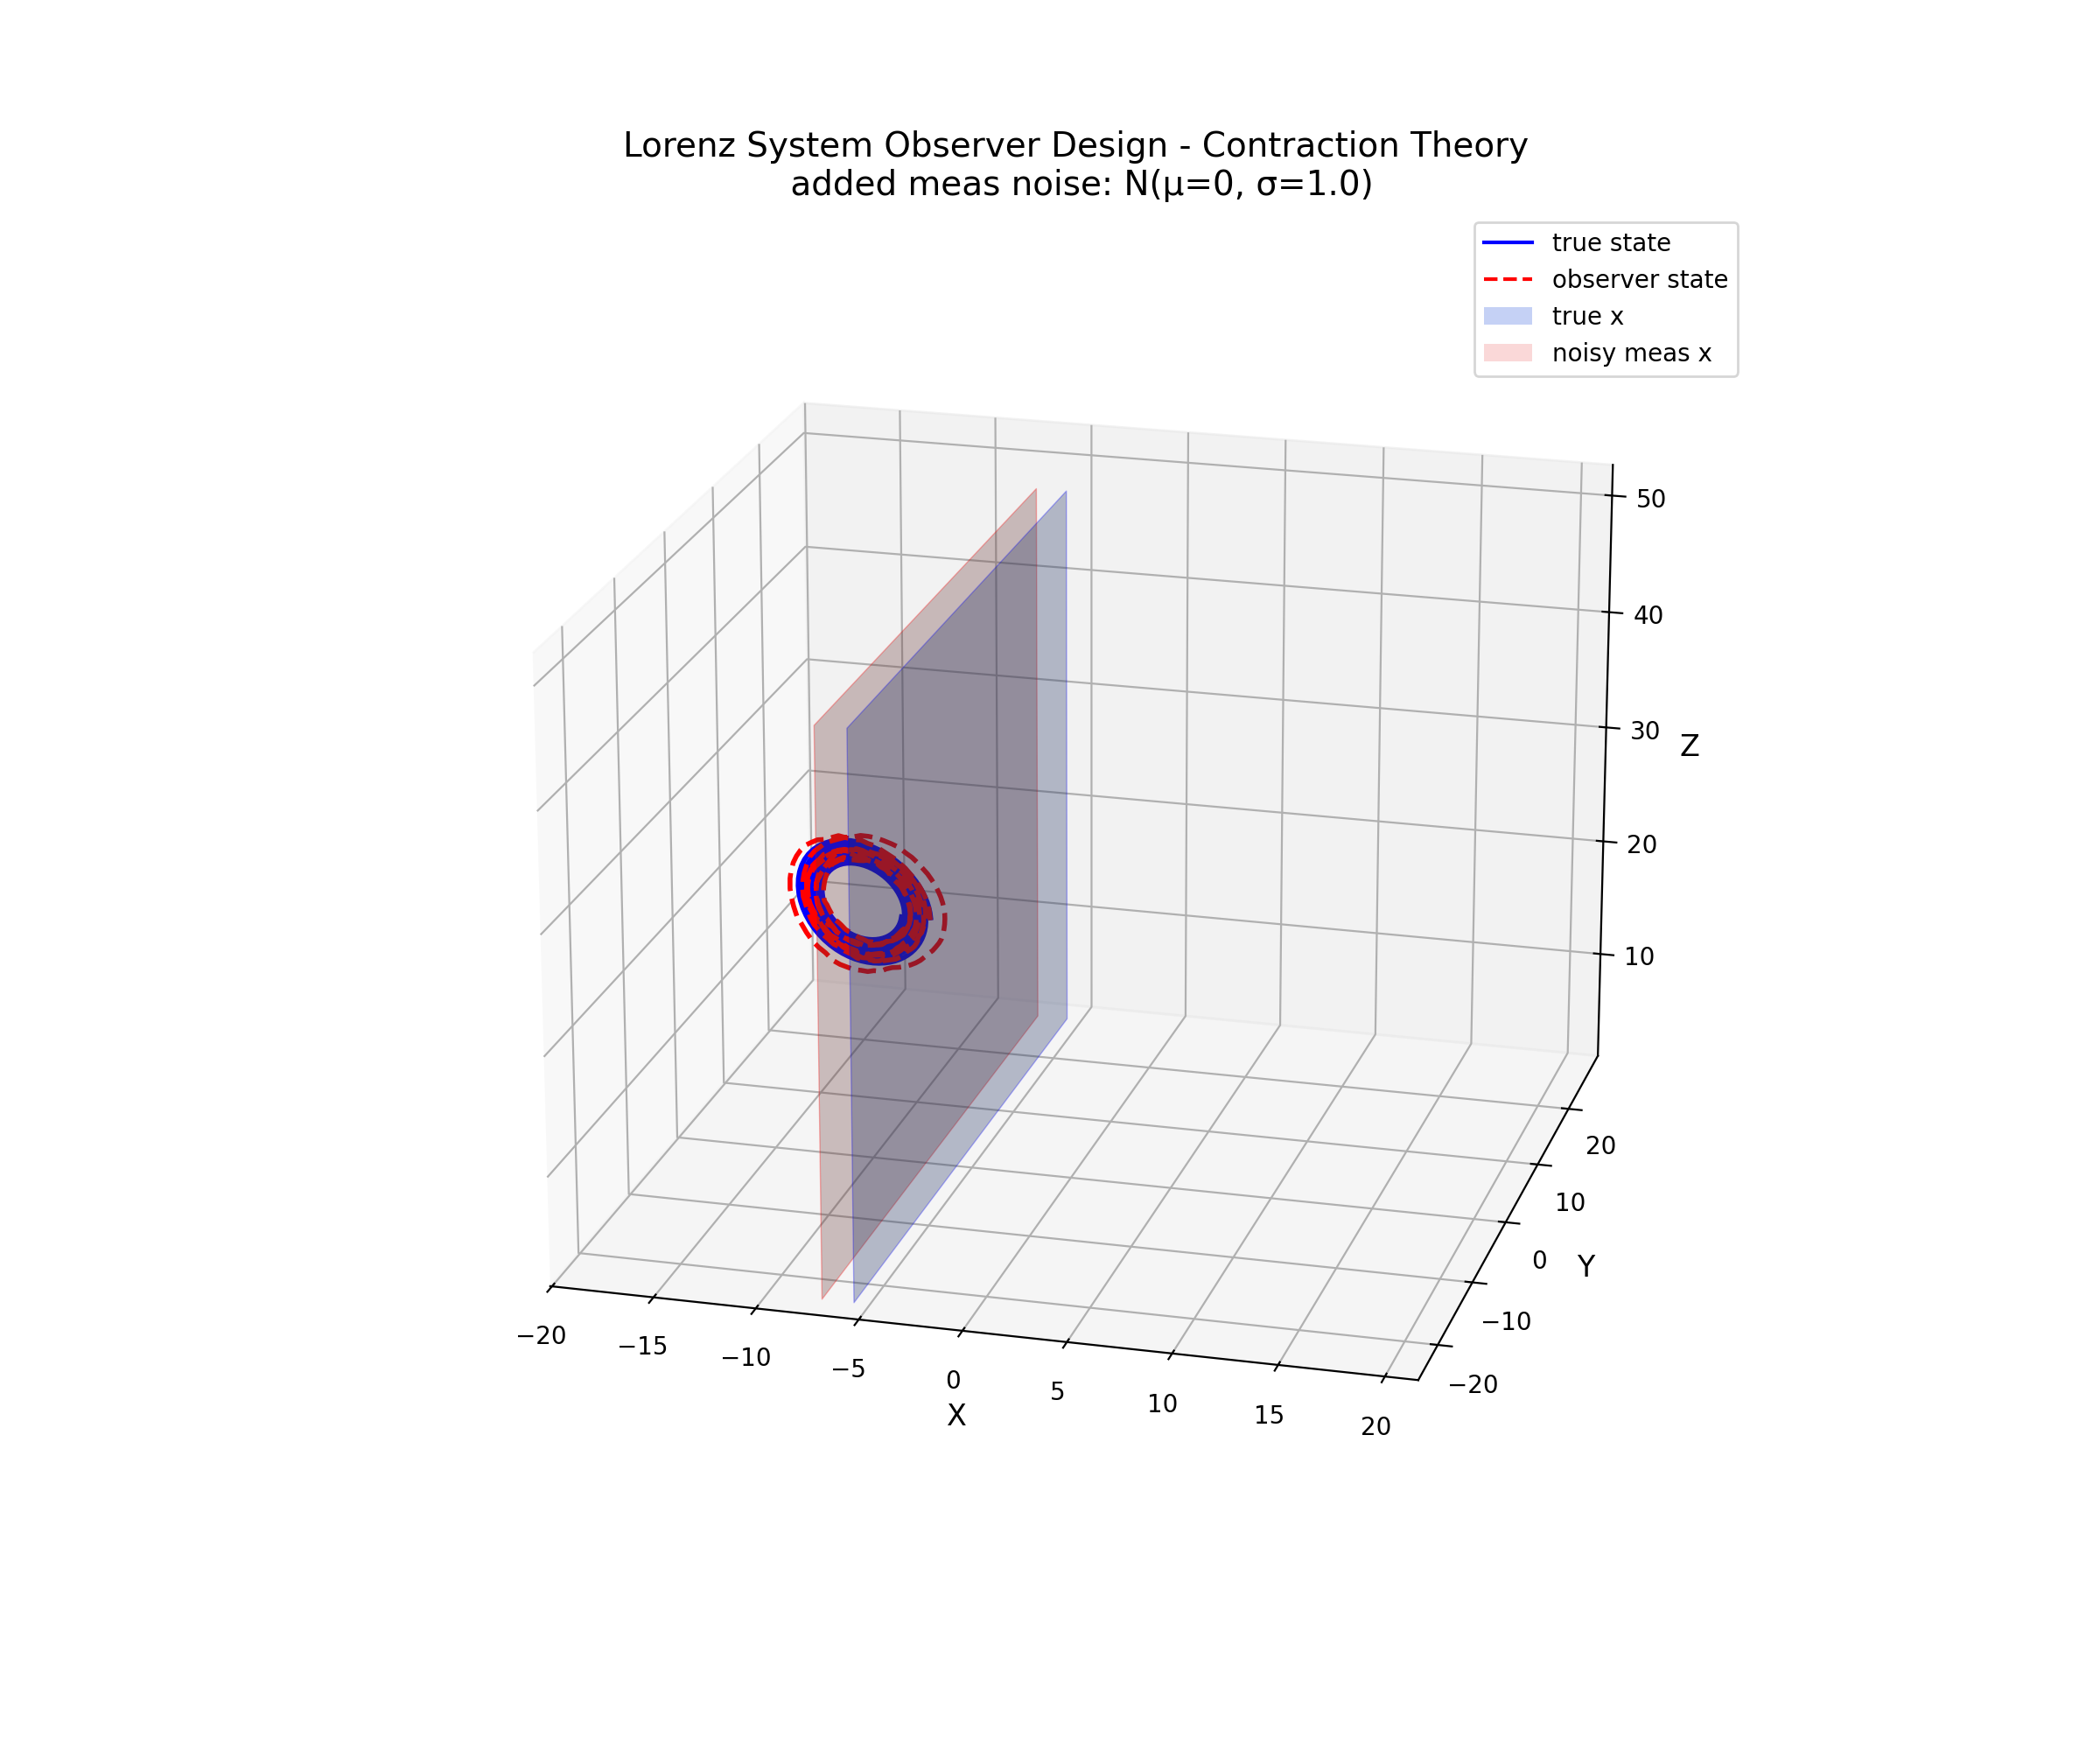 Lorenz System Observer Design - Contraction Theory
added meas noise: N(μ=0, σ=1.0)
true state
observer state
true x
noisy meas x
50
40
30
Z
20
10
20
10
0
Y
−10
−20
−20
−15
−10
−5
0
5
10
15
20
X